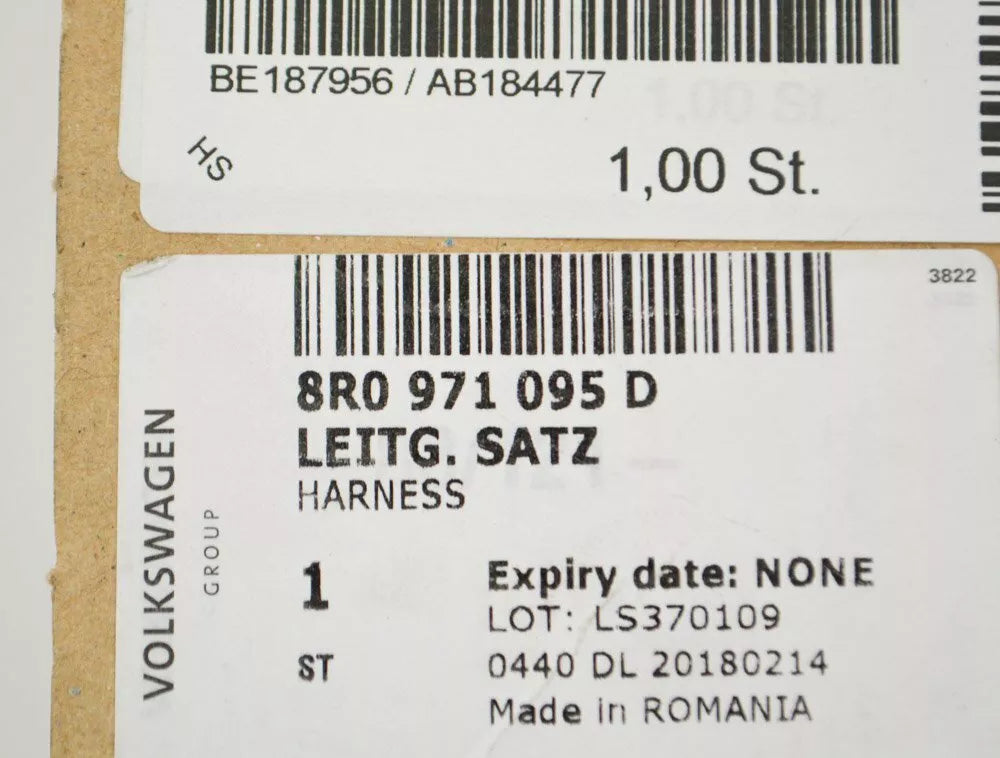 BE187956 / AB184477
HS
1,00 St.
3822
8R0 971 095 D
LEITG. SATZ
HARNESS
VOLKSWAGEN
GROUP
1
ST
Expiry date: NONE
LOT: LS370109
0440 DL 20180214
Made in ROMANIA